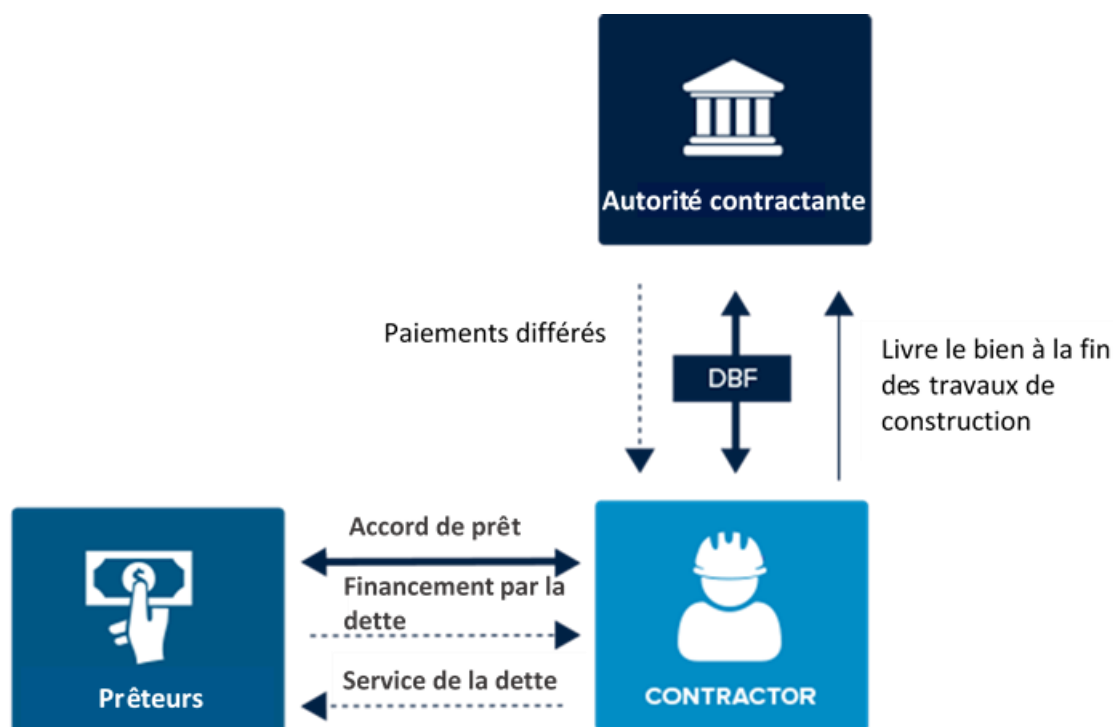 Autorité contractante
Paiements différés
DBF
Livre le bien à la fin
des travaux de
construction
Accord de prêt
Financement par la
dette
Service de la dette
Prêteurs
CONTRACTOR